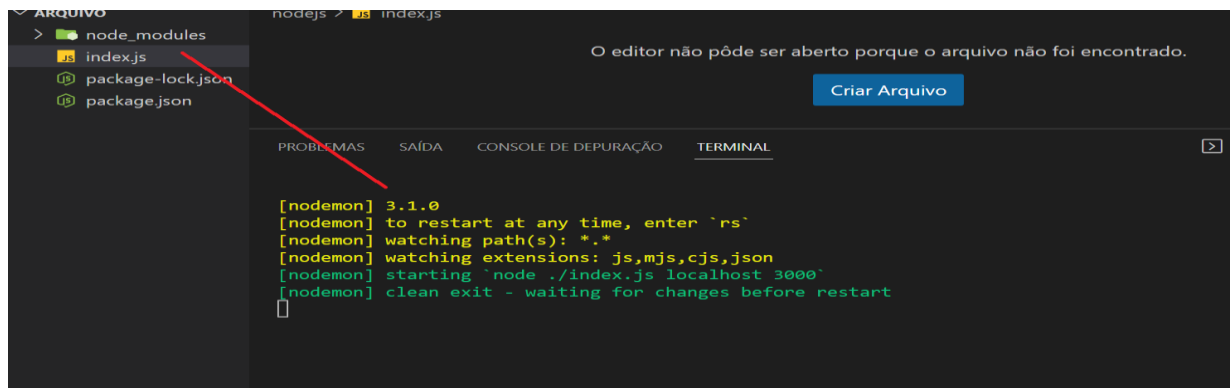 ARQUIVO
node_modules
index.js
package-lock.json
package.json
nodejs > JS index.js
O editor não pôde ser aberto porque o arquivo não foi encontrado.
Criar Arquivo
PROBLEMAS SAÍDA CONSOLE DE DEPURAÇÃO TERMINAL
[nodemon] 3.1.0
[nodemon] to restart at any time, enter `rs`
[nodemon] watching path(s): *.*
[nodemon] watching extensions: js,mjs,cjs,json
[nodemon] starting `node ./index.js localhost 3000`
[nodemon] clean exit - waiting for changes before restart